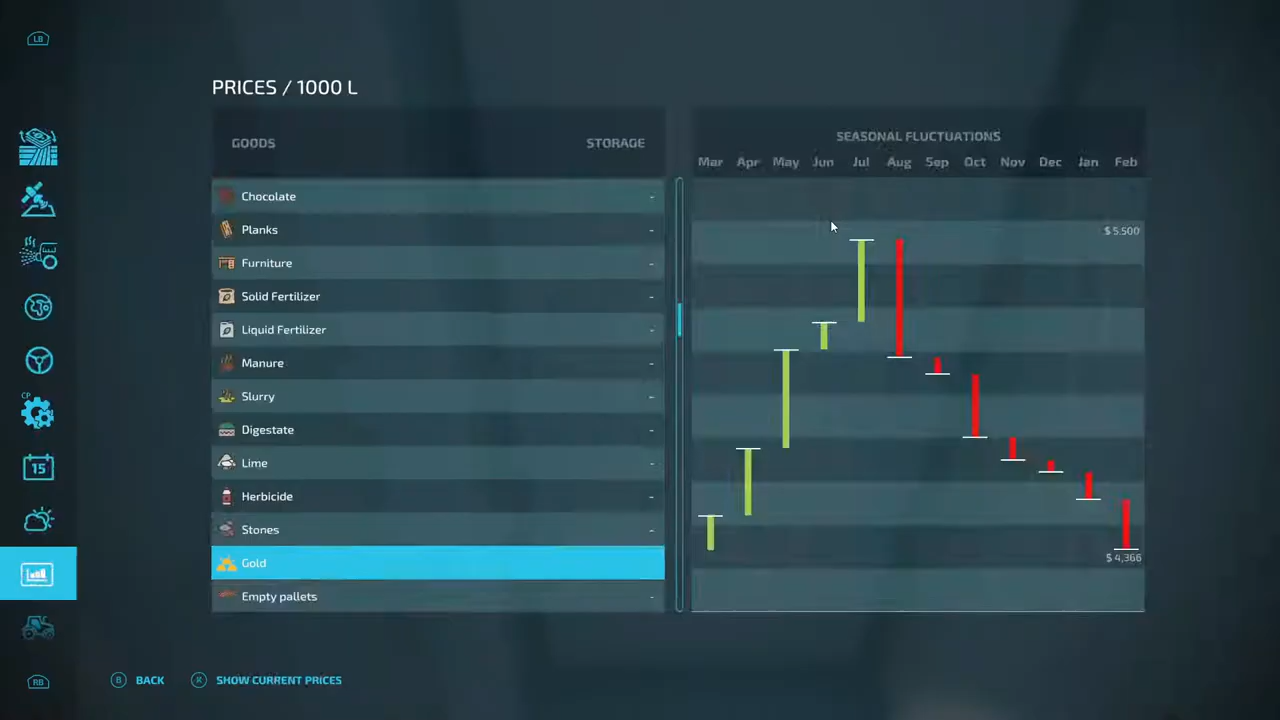 LB
PRICES / 1000 L
GOODS STORAGE
SEASONAL FLUCTUATIONS
Mar Apr May Jun Jul Aug Sep Oct Nov Dec Jan Feb
Chocolate -
Planks -
$ 5,500
Furniture -
Solid Fertilizer -
Liquid Fertilizer -
Manure -
CP
Slurry -
Digestate -
Lime -
15
Herbicide -
Stones -
Gold
$ 4,366
Empty pallets -
RB
B BACK R SHOW CURRENT PRICES